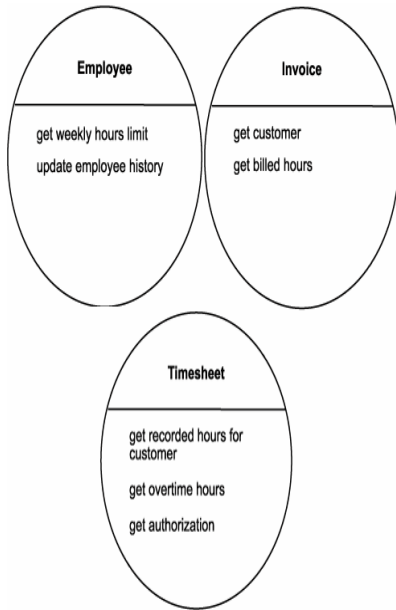 Employee
get weekly hours limit
update employee history
Invoice
get customer
get billed hours
Timesheet
get recorded hours for
customer
get overtime hours
get authorization